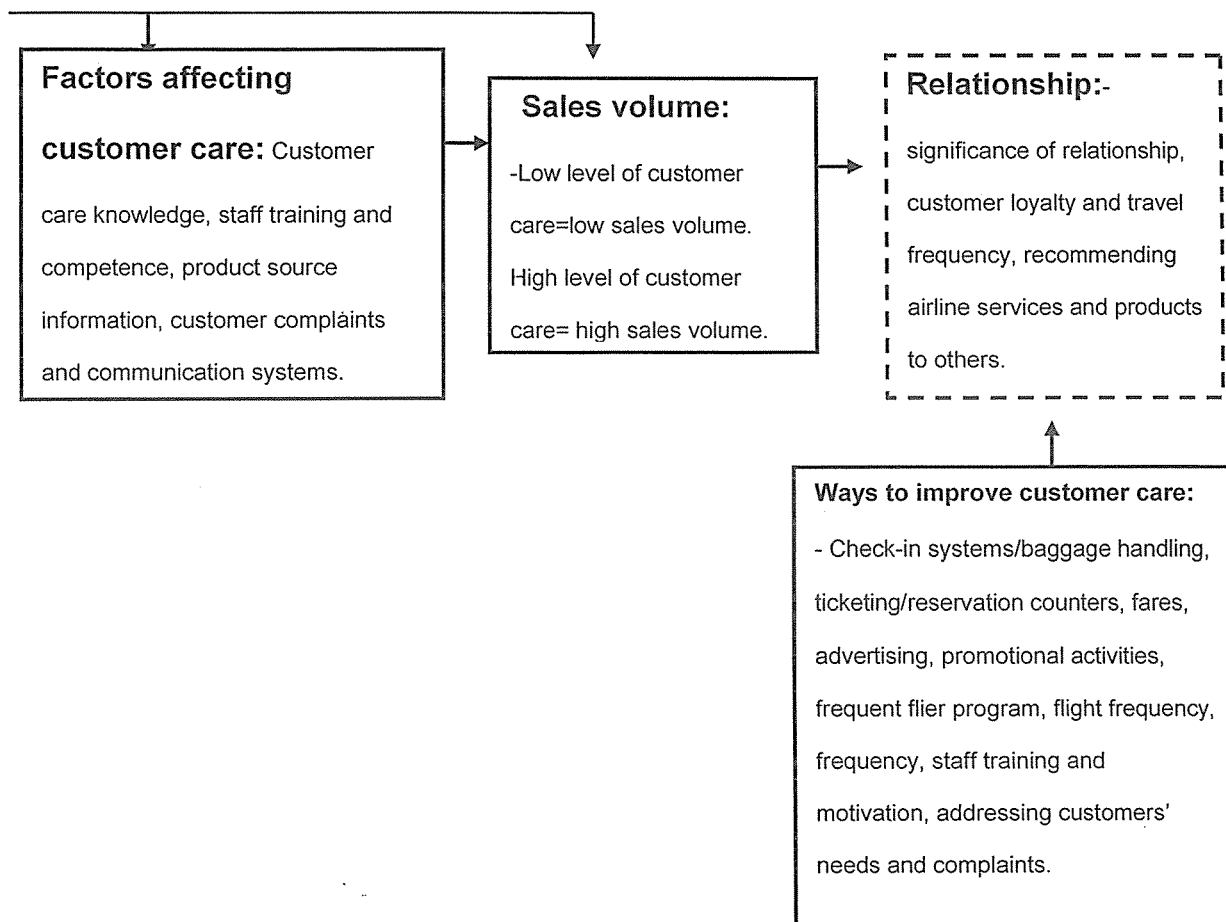 Factors affecting
customer care: Customer
care knowledge, staff training and
competence, product source
information, customer complaints
and communication systems.
Sales volume:
-Low level of customer
care=low sales volume.
High level of customer
care= high sales volume.
Relationship:-
significance of relationship,
customer loyalty and travel
frequency, recommending
airline services and products
to others.
Ways to improve customer care:
- Check-in systems/baggage handling,
ticketing/reservation counters, fares,
advertising, promotional activities,
frequent flier program, flight frequency,
frequency, staff training and
motivation, addressing customers'
needs and complaints.